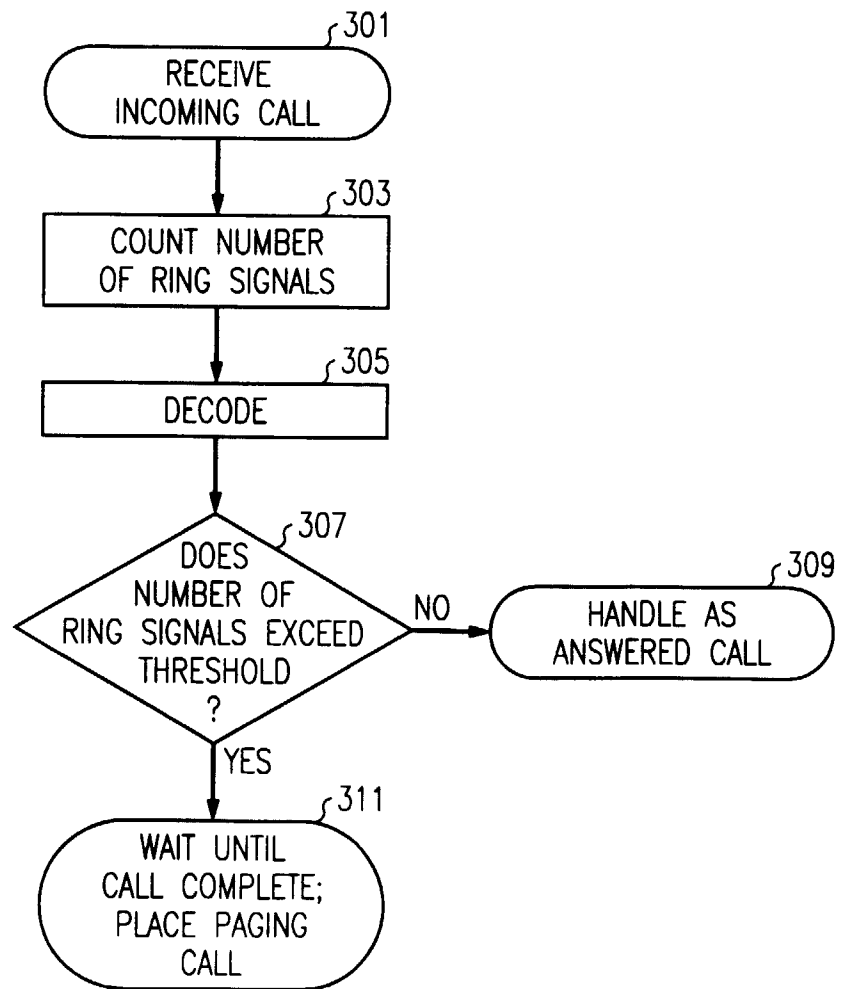 301
RECEIVE
INCOMING CALL
303
COUNT NUMBER
OF RING SIGNALS
305
DECODE
307
DOES
NUMBER OF
RING SIGNALS EXCEED
THRESHOLD
?
NO
309
HANDLE AS
ANSWERED CALL
YES
311
WAIT UNTIL
CALL COMPLETE;
PLACE PAGING
CALL